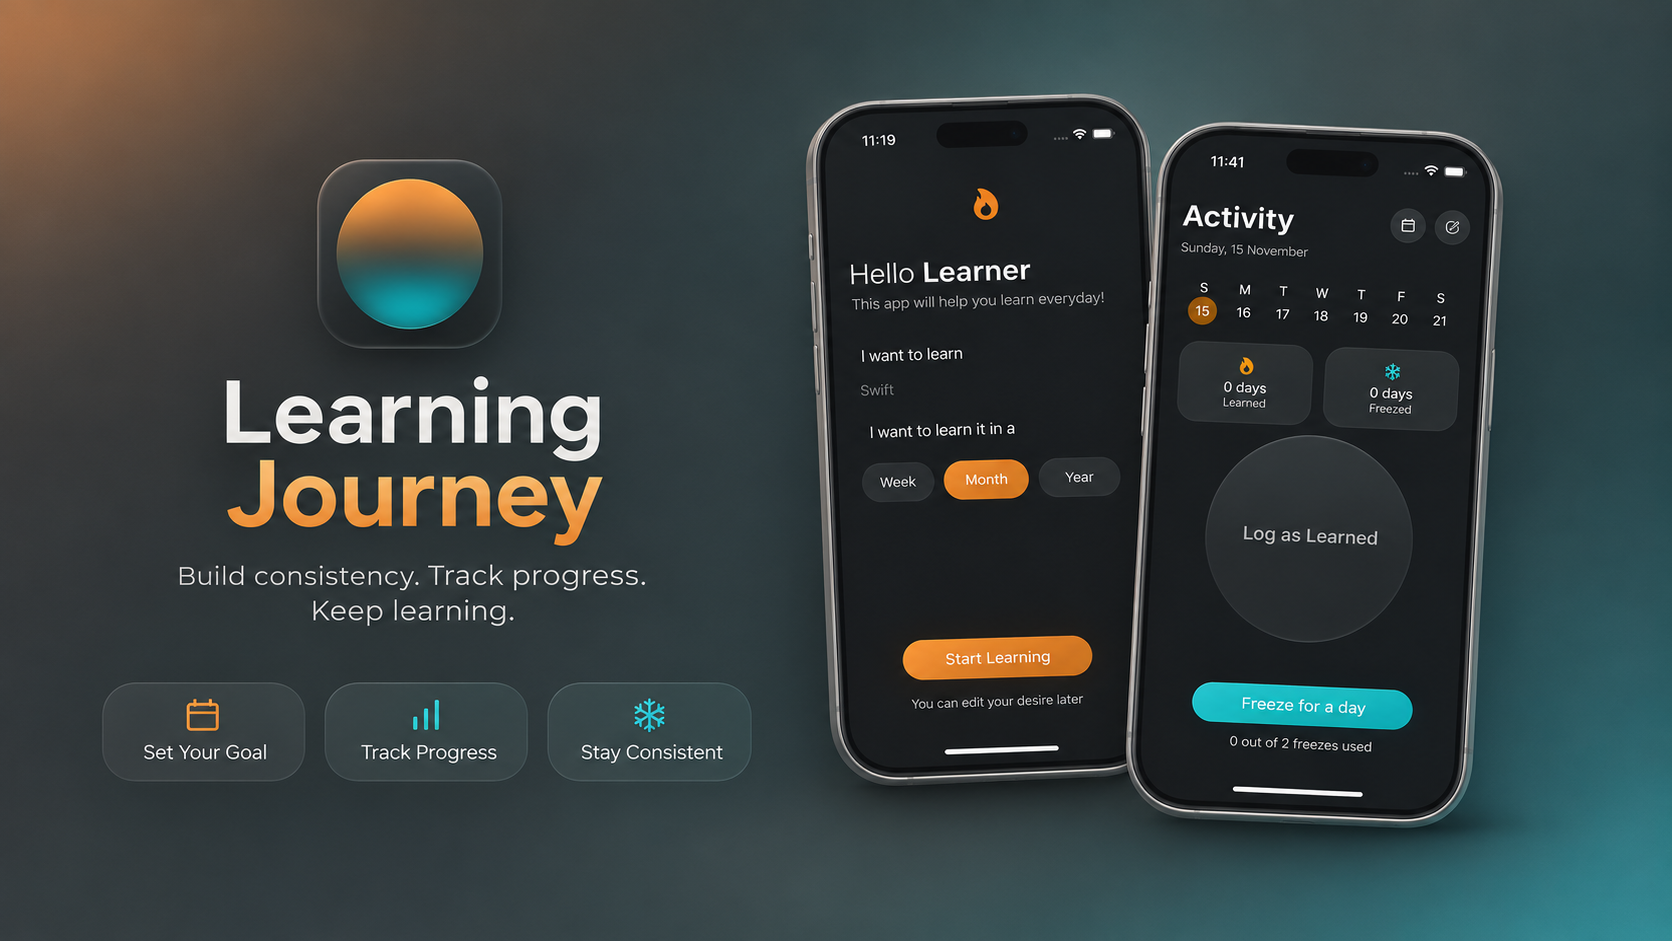 Learning
Journey
Build consistency. Track progress.
Keep learning.
Set Your Goal
Track Progress
Stay Consistent
11:19
Hello Learner
This app will help you learn everyday!
I want to learn
Swift
I want to learn it in a
Week
Month
Year
Start Learning
You can edit your desire later
11:41
Activity
Sunday, 15 November
S M T W T F S
15 16 17 18 19 20 21
0 days
Learned
0 days
Freezed
Log as Learned
Freeze for a day
0 out of 2 freezes used